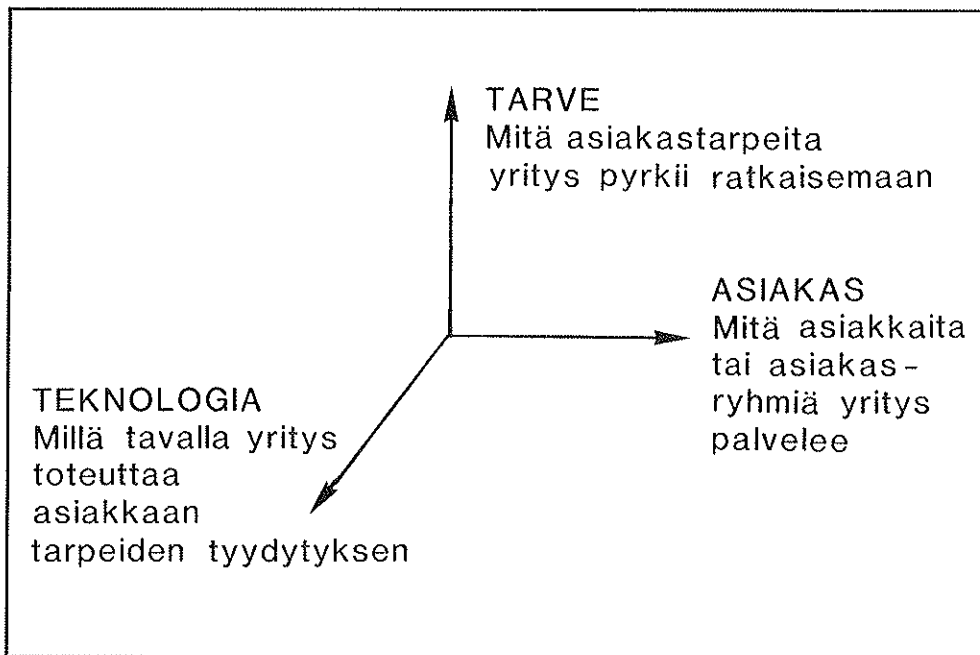 TARVE
Mitä asiakastarpeita
yritys pyrkii ratkaisemaan
ASIAKAS
Mitä asiakkaita
tai asiakas-
ryhmiä yritys
palvelee
TEKNOLOGIA
Millä tavalla yritys
toteuttaa
asiakkaan
tarpeiden tyydytyksen